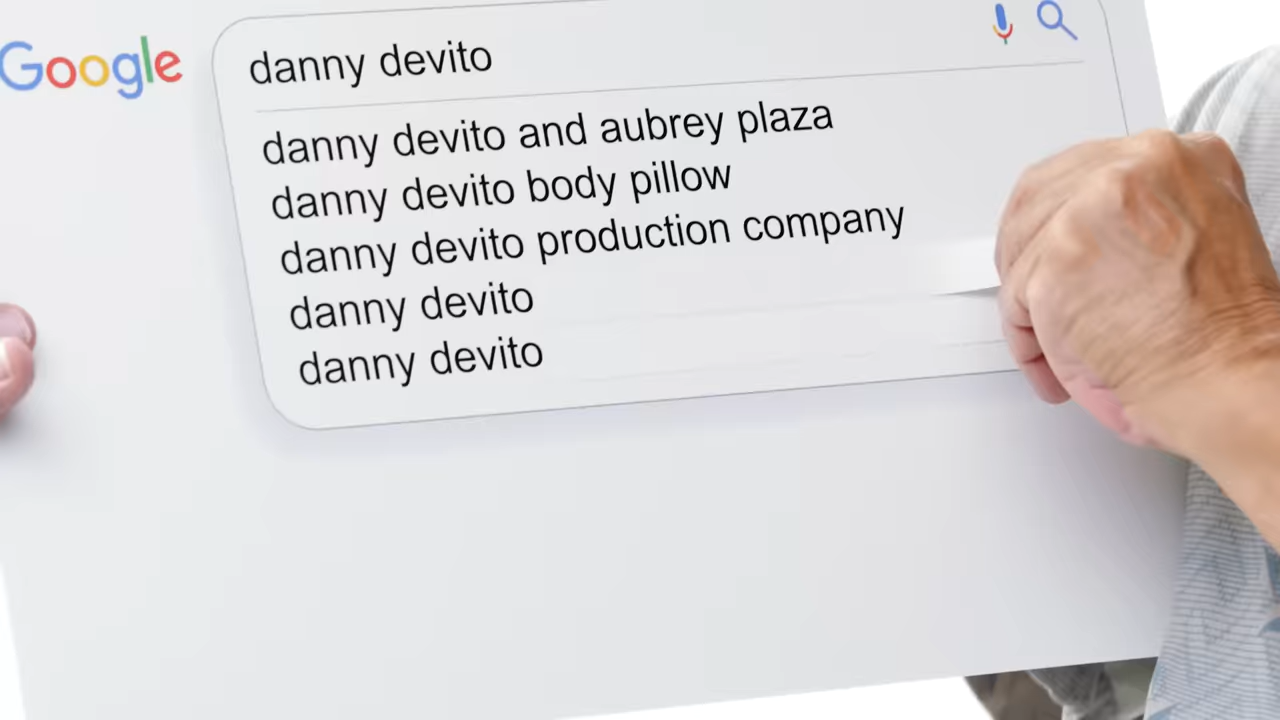 Google
danny devito
danny devito and aubrey plaza
danny devito body pillow
danny devito production company
danny devito
danny devito